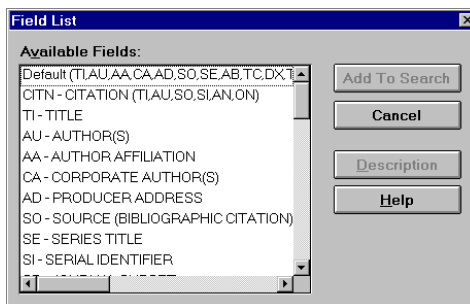 Field List
Available Fields:
Default (TI,AU,AA,CA,AD,SO,SE,AB,TC,DX,T
CITN - CITATION (TI,AU,SO,SI,AN,ON)
TI - TITLE
AU - AUTHOR(S)
AA - AUTHOR AFFILIATION
CA - CORPORATE AUTHOR(S)
AD - PRODUCER ADDRESS
SO - SOURCE (BIBLIOGRAPHIC CITATION)
SE - SERIES TITLE
SI - SERIAL IDENTIFIER
Add To Search
Cancel
Description
Help